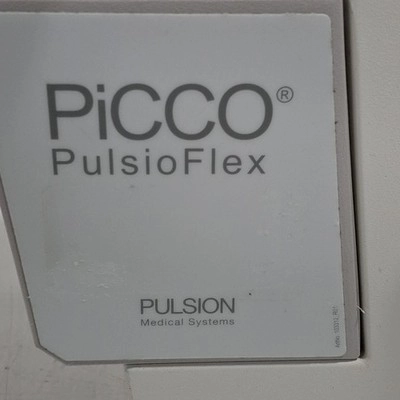 PiCCO®
PulsioFlex
PULSION
Medical Systems